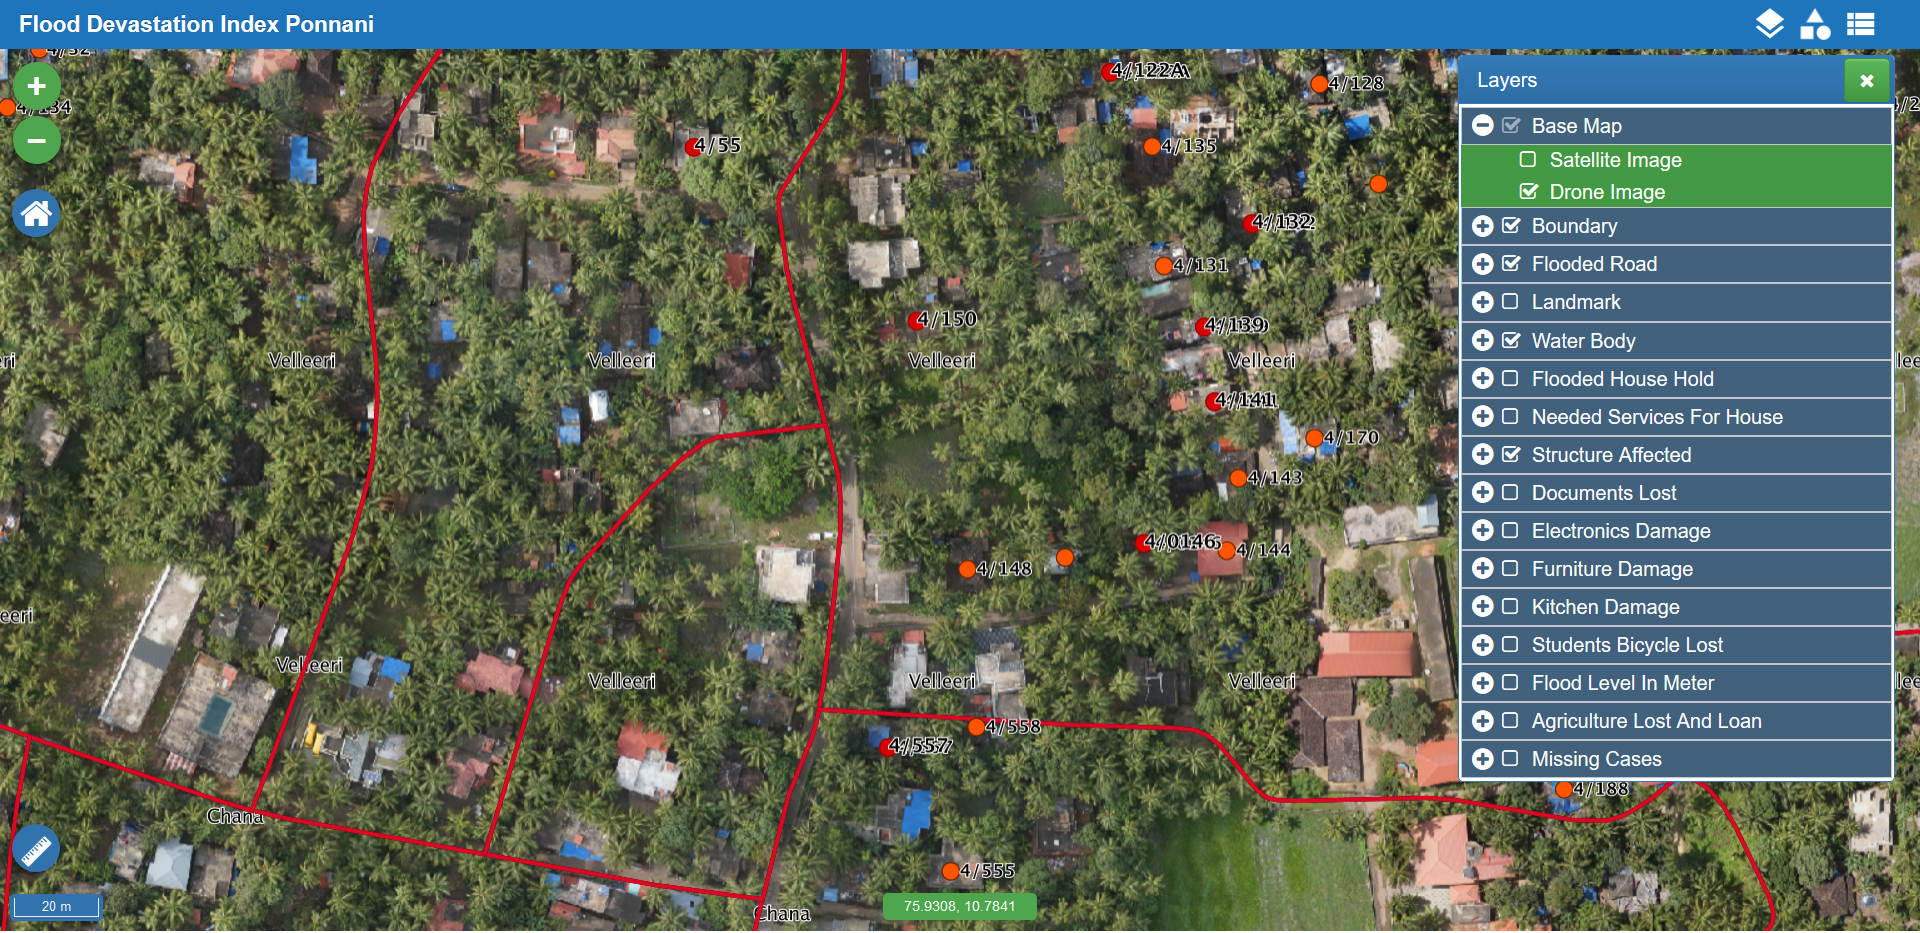 Flood Devastation Index Ponnani
Layers
Base Map
Satellite Image
Drone Image
Boundary
Flooded Road
Landmark
Water Body
Flooded House Hold
Needed Services For House
Structure Affected
Documents Lost
Electronics Damage
Furniture Damage
Kitchen Damage
Students Bicycle Lost
Flood Level In Meter
Agriculture Lost And Loan
Missing Cases
4/122A
4/128
4/55
4/135
4/132
4/131
4/150
4/139
Velleeri
Velleeri
Velleeri
Velleeri
4/141
4/170
4/143
4/144
4/148
Velleeri
Velleeri
Velleeri
Velleeri
4/558
4/557
4/188
Chana
4/555
20 m
75.9308, 10.7841
Chana